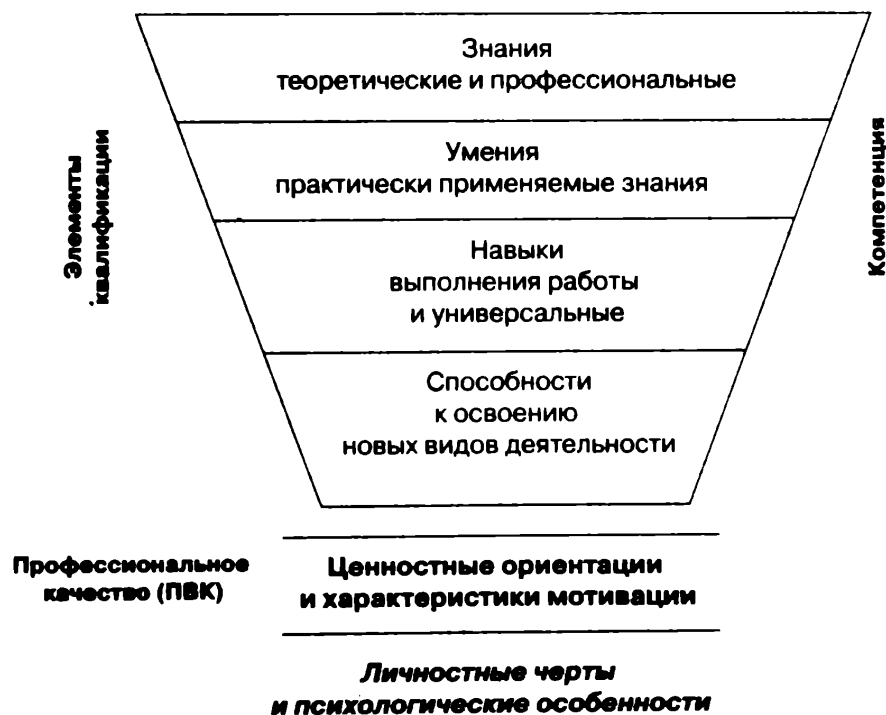 Знания
теоретические и профессиональные
Умения
практически применяемые знания
Элементы
квалификации
Компетенция
Навыки
выполнения работы
и универсальные
Способности
к освоению
новых видов деятельности
Профессиональное
качество (ПВК)
Ценностные ориентации
и характеристики мотивации
Личностные черты
и психологические особенности